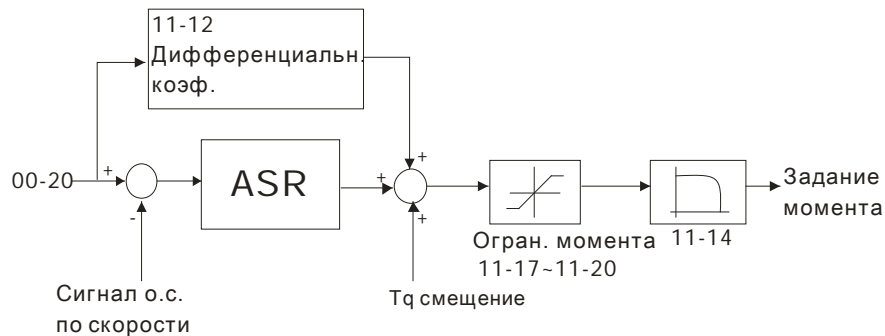 11-12
Дифференциальн.
коэф.
+
00-20
+
-
ASR
+
+
+
Задание
момента
Огран. момента
11-17~11-20
11-14
Сигнал о.с.
по скорости
Tq смещение